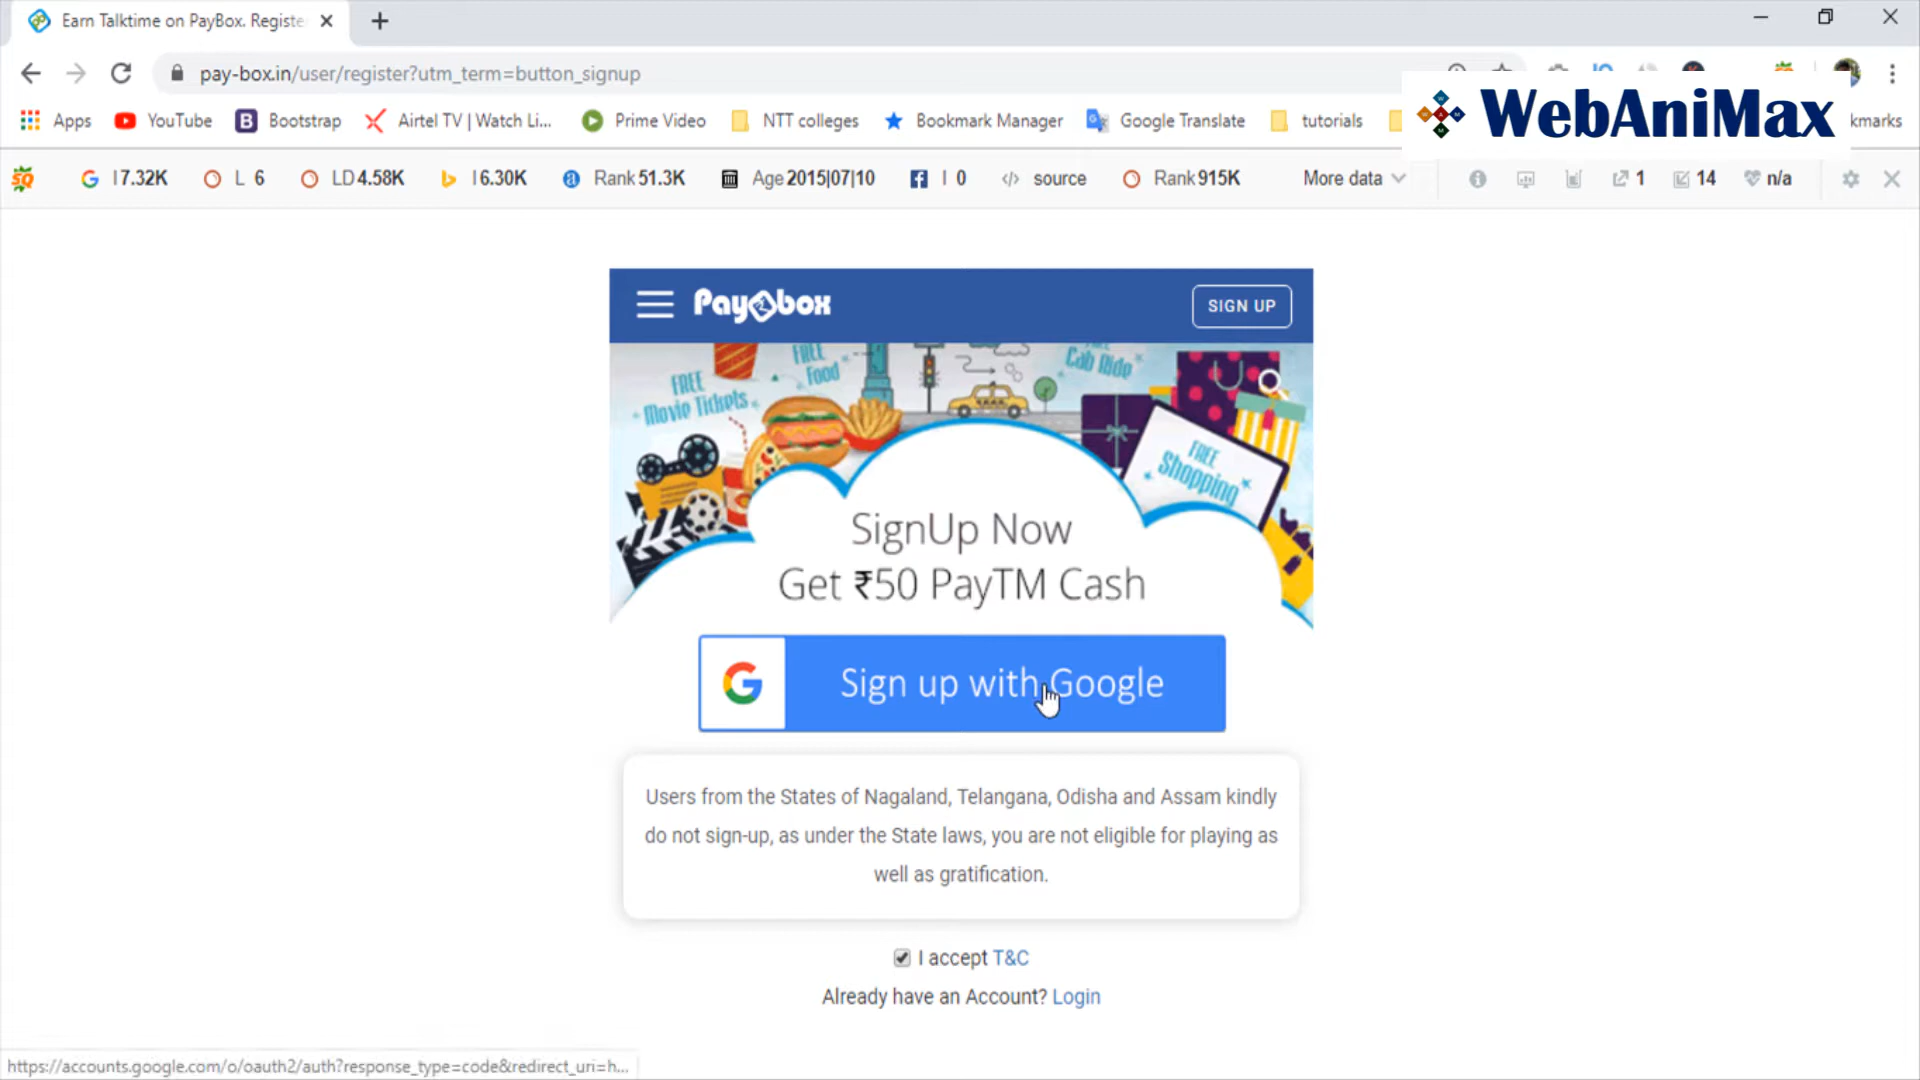 Earn Talktime on PayBox. Registe
pay-box.in/user/register?utm_term=button_signup
WebAniMax
Apps YouTube Bootstrap Airtel TV | Watch Li... Prime Video NTT colleges Bookmark Manager Google Translate tutorials kmarks
I 7.32K L 6 LD 4.58K I 6.30K Rank 51.3K Age 2015|07|10 I 0 source Rank 915K More data 1 14 n/a
Paybox SIGN UP
FREE Movie Tickets
FREE Food
Cab Ride
FREE Shopping
SignUp Now
Get ₹50 PayTM Cash
Sign up with Google
Users from the States of Nagaland, Telangana, Odisha and Assam kindly
do not sign-up, as under the State laws, you are not eligible for playing as
well as gratification.
I accept T&C
Already have an Account? Login
https://accounts.google.com/o/oauth2/auth?response_type=code&redirect_uri=h...